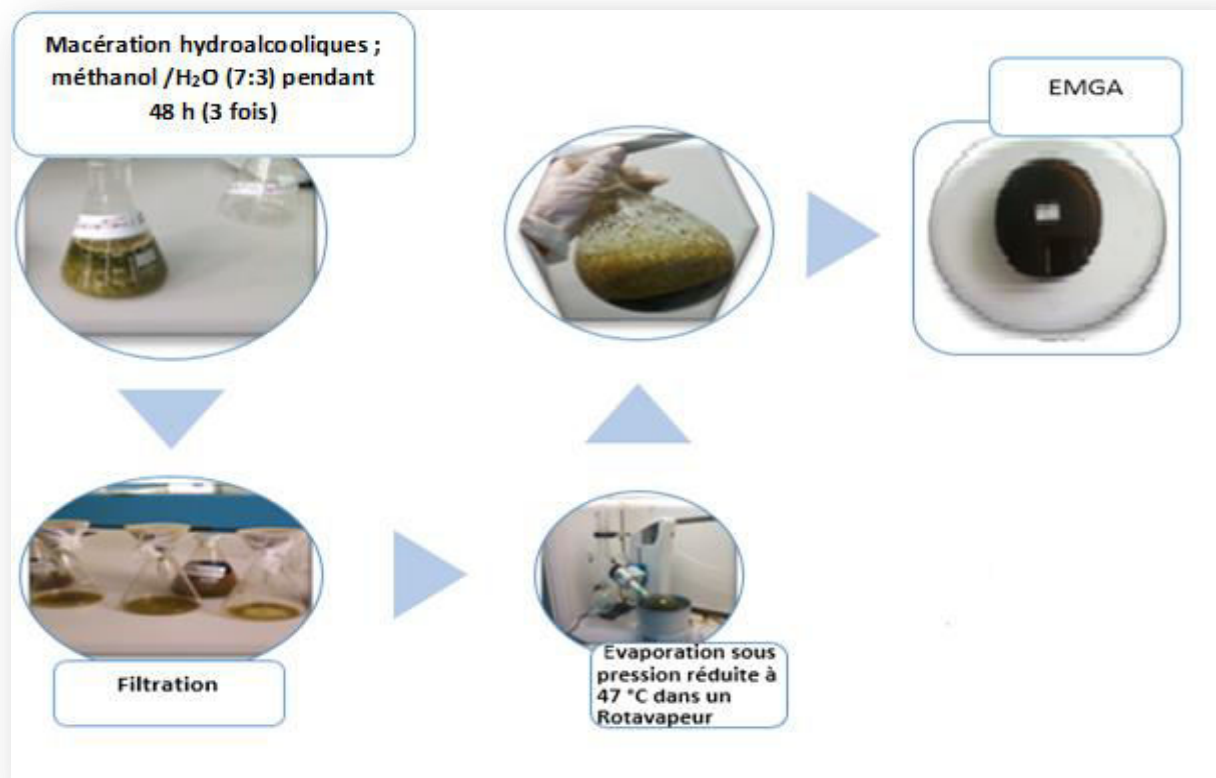 Macération hydroalcooliques ;
méthanol /H₂O (7:3) pendant
48 h (3 fois)
EMGA
Filtration
Evaporation sous
pression réduite à
47 °C dans un
Rotavapeur